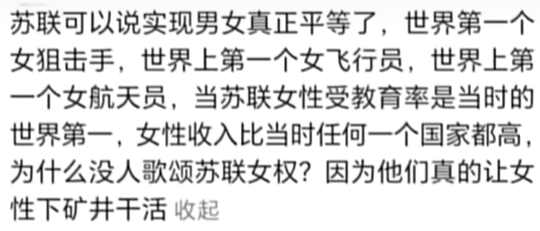 苏联可以说实现男女真正平等了，世界第一个
女狙击手，世界上第一个女飞行员，世界上第
一个女航天员，当苏联女性受教育率是当时的
世界第一，女性收入比当时任何一个国家都高，
为什么没人歌颂苏联女权？因为他们真的让女
性下矿井干活 收起